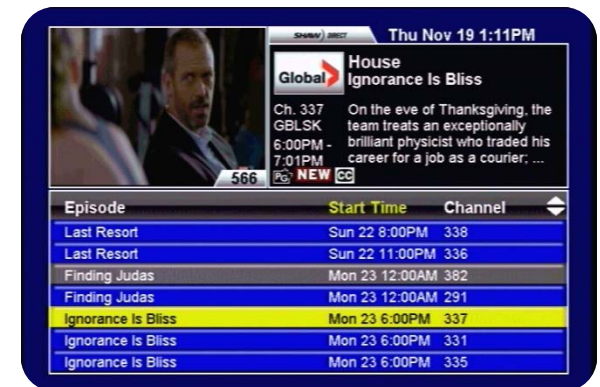 SHAW) DIRECT
Thu Nov 19 1:11PM
Global
House
Ignorance Is Bliss
Ch. 337
GBLSK
6:00PM -
7:01PM
On the eve of Thanksgiving, the
team treats an exceptionally
brilliant physicist who traded his
career for a job as a courier; ...
566
PG NEW CC
Episode Start Time Channel
Last Resort Sun 22 8:00PM 338
Last Resort Sun 22 11:00PM 336
Finding Judas Mon 23 12:00AM 382
Finding Judas Mon 23 12:00AM 291
Ignorance Is Bliss Mon 23 6:00PM 337
Ignorance Is Bliss Mon 23 6:00PM 331
Ignorance Is Bliss Mon 23 6:00PM 335